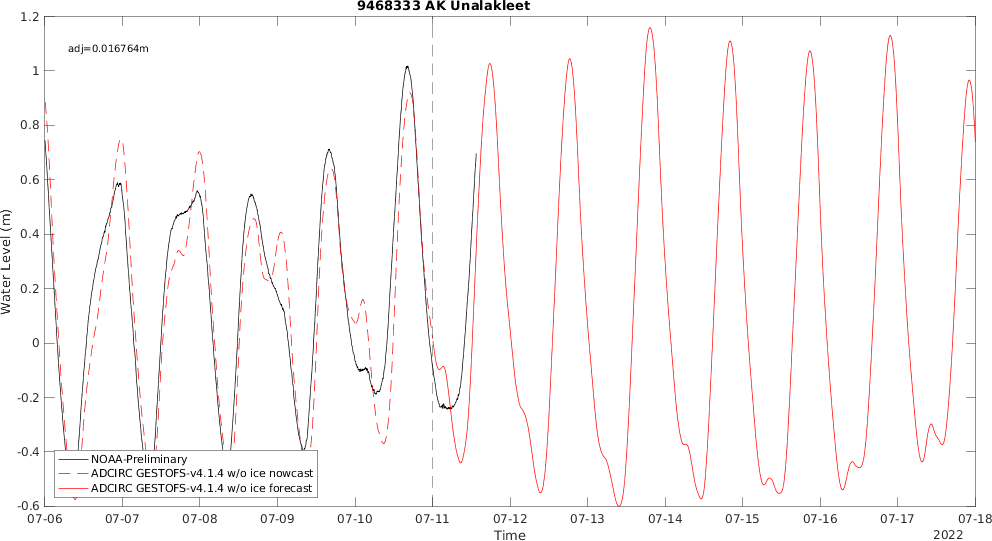 9468333 AK Unalakleet
adj=0.016764m
Water Level (m)
1.2
1
0.8
0.6
0.4
0.2
0
-0.2
-0.4
-0.6
NOAA-Preliminary
ADCIRC GESTOFS-v4.1.4 w/o ice nowcast
ADCIRC GESTOFS-v4.1.4 w/o ice forecast
07-06 07-07 07-08 07-09 07-10 07-11 07-12 07-13 07-14 07-15 07-16 07-17 07-18
Time
2022